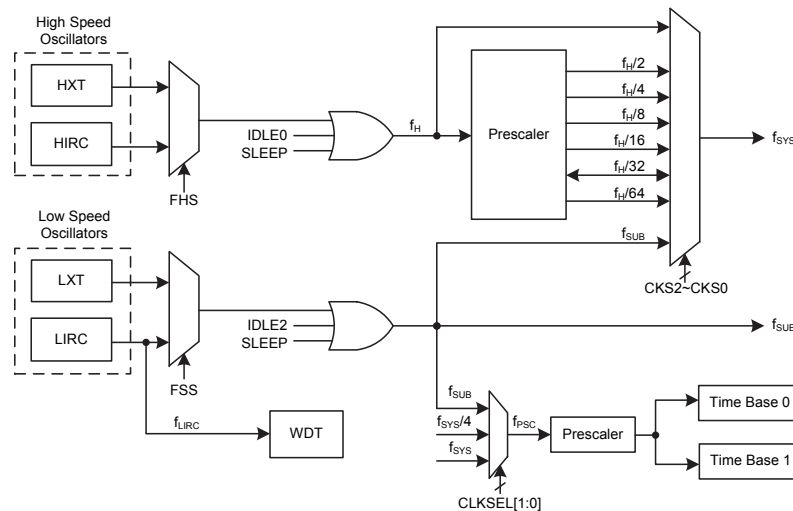 High Speed
Oscillators
HXT
HIRC
FHS
IDLE0
SLEEP
fH
Prescaler
fH/2
fH/4
fH/8
fH/16
fH/32
fH/64
fSUB
CKS2~CKS0
fSYS
Low Speed
Oscillators
LXT
LIRC
FSS
IDLE2
SLEEP
fSUB
fLIRC
WDT
fSUB
fSYS/4
fSYS
CLKSEL[1:0]
fPSC
Prescaler
Time Base 0
Time Base 1